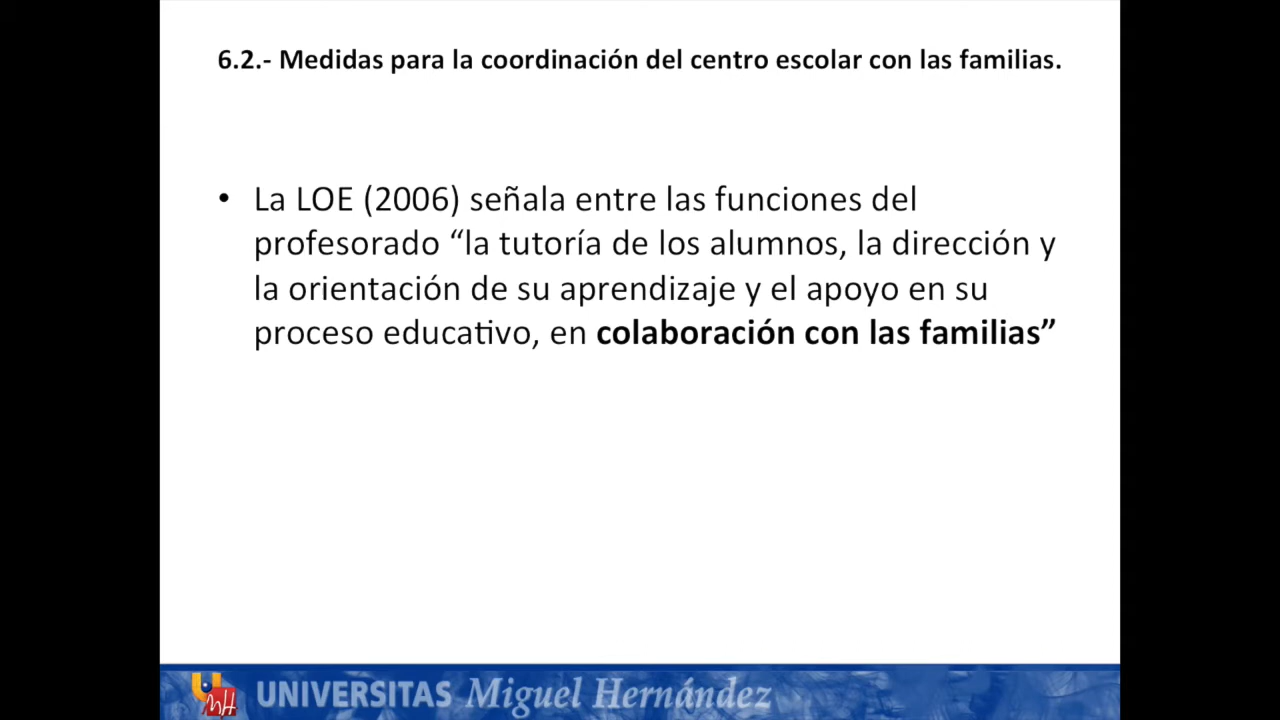 6.2.- Medidas para la coordinación del centro escolar con las familias.
• La LOE (2006) señala entre las funciones del
profesorado “la tutoría de los alumnos, la dirección y
la orientación de su aprendizaje y el apoyo en su
proceso educativo, en colaboración con las familias”
UMH UNIVERSITAS Miguel Hernández